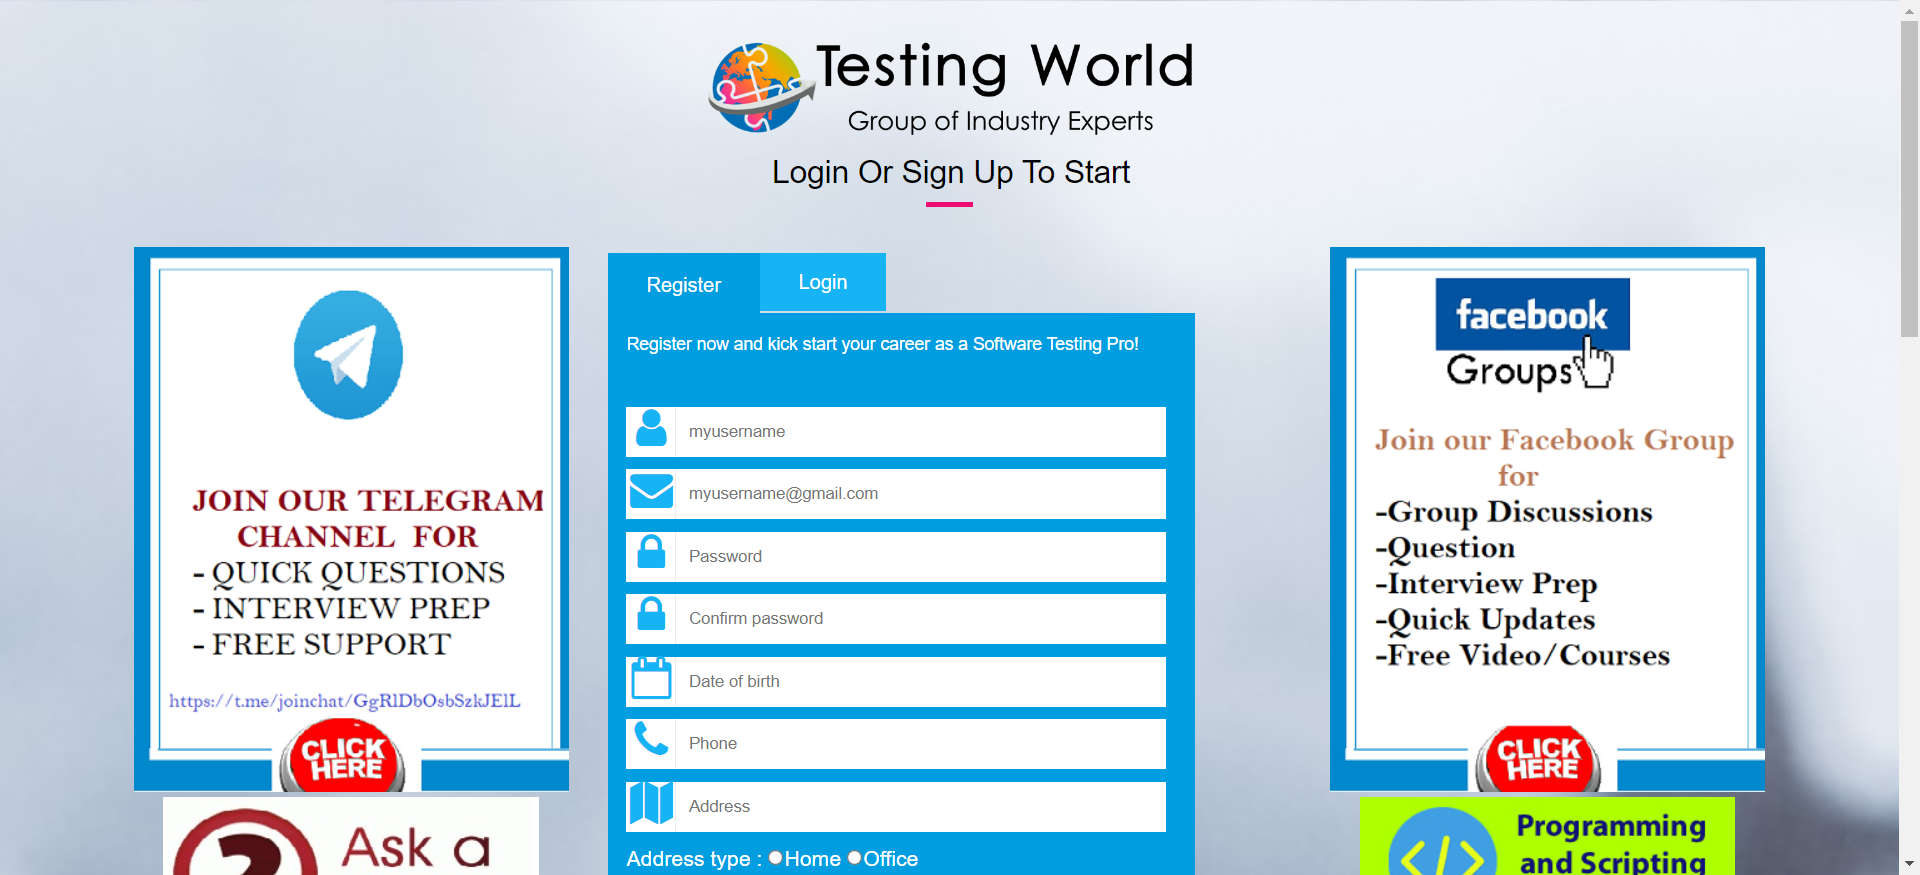 Testing World
Group of Industry Experts
Login Or Sign Up To Start
JOIN OUR TELEGRAM
CHANNEL FOR
- QUICK QUESTIONS
- INTERVIEW PREP
- FREE SUPPORT
https://t.me/joinchat/GgRlDbOsbSzkJElL
CLICK
HERE
Ask a
Register
Login
Register now and kick start your career as a Software Testing Pro!
myusername
myusername@gmail.com
Password
Confirm password
Date of birth
Phone
Address
Address type : Home Office
facebook
Groups
Join our Facebook Group
for
-Group Discussions
-Question
-Interview Prep
-Quick Updates
-Free Video/Courses
CLICK
HERE
</>
Programming
and Scripting